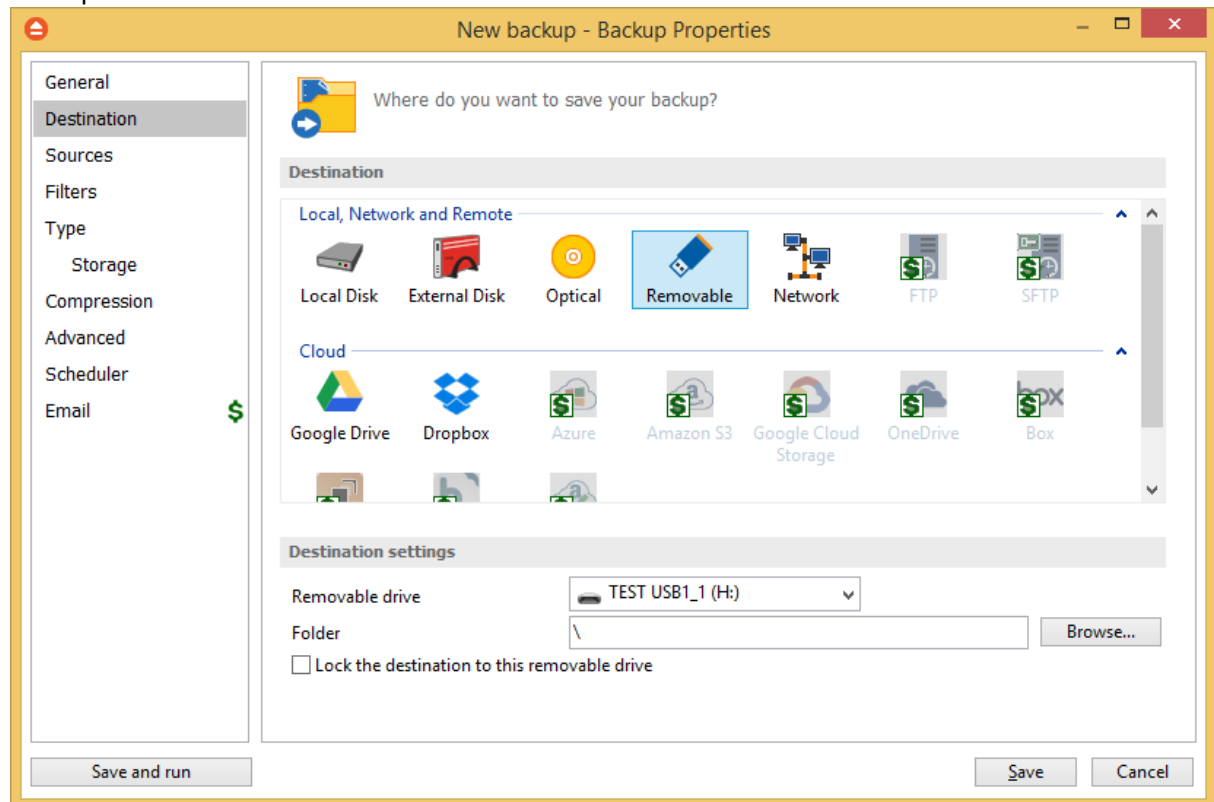 New backup - Backup Properties
General
Destination
Sources
Filters
Type
Storage
Compression
Advanced
Scheduler
Email $
Where do you want to save your backup?
Destination
Local, Network and Remote
Local Disk External Disk Optical Removable Network FTP SFTP
Cloud
Google Drive Dropbox Azure Amazon S3 Google Cloud OneDrive Box
Storage
Destination settings
Removable drive TEST USB1_1 (H:)
Folder \ Browse...
Lock the destination to this removable drive
Save and run Save Cancel